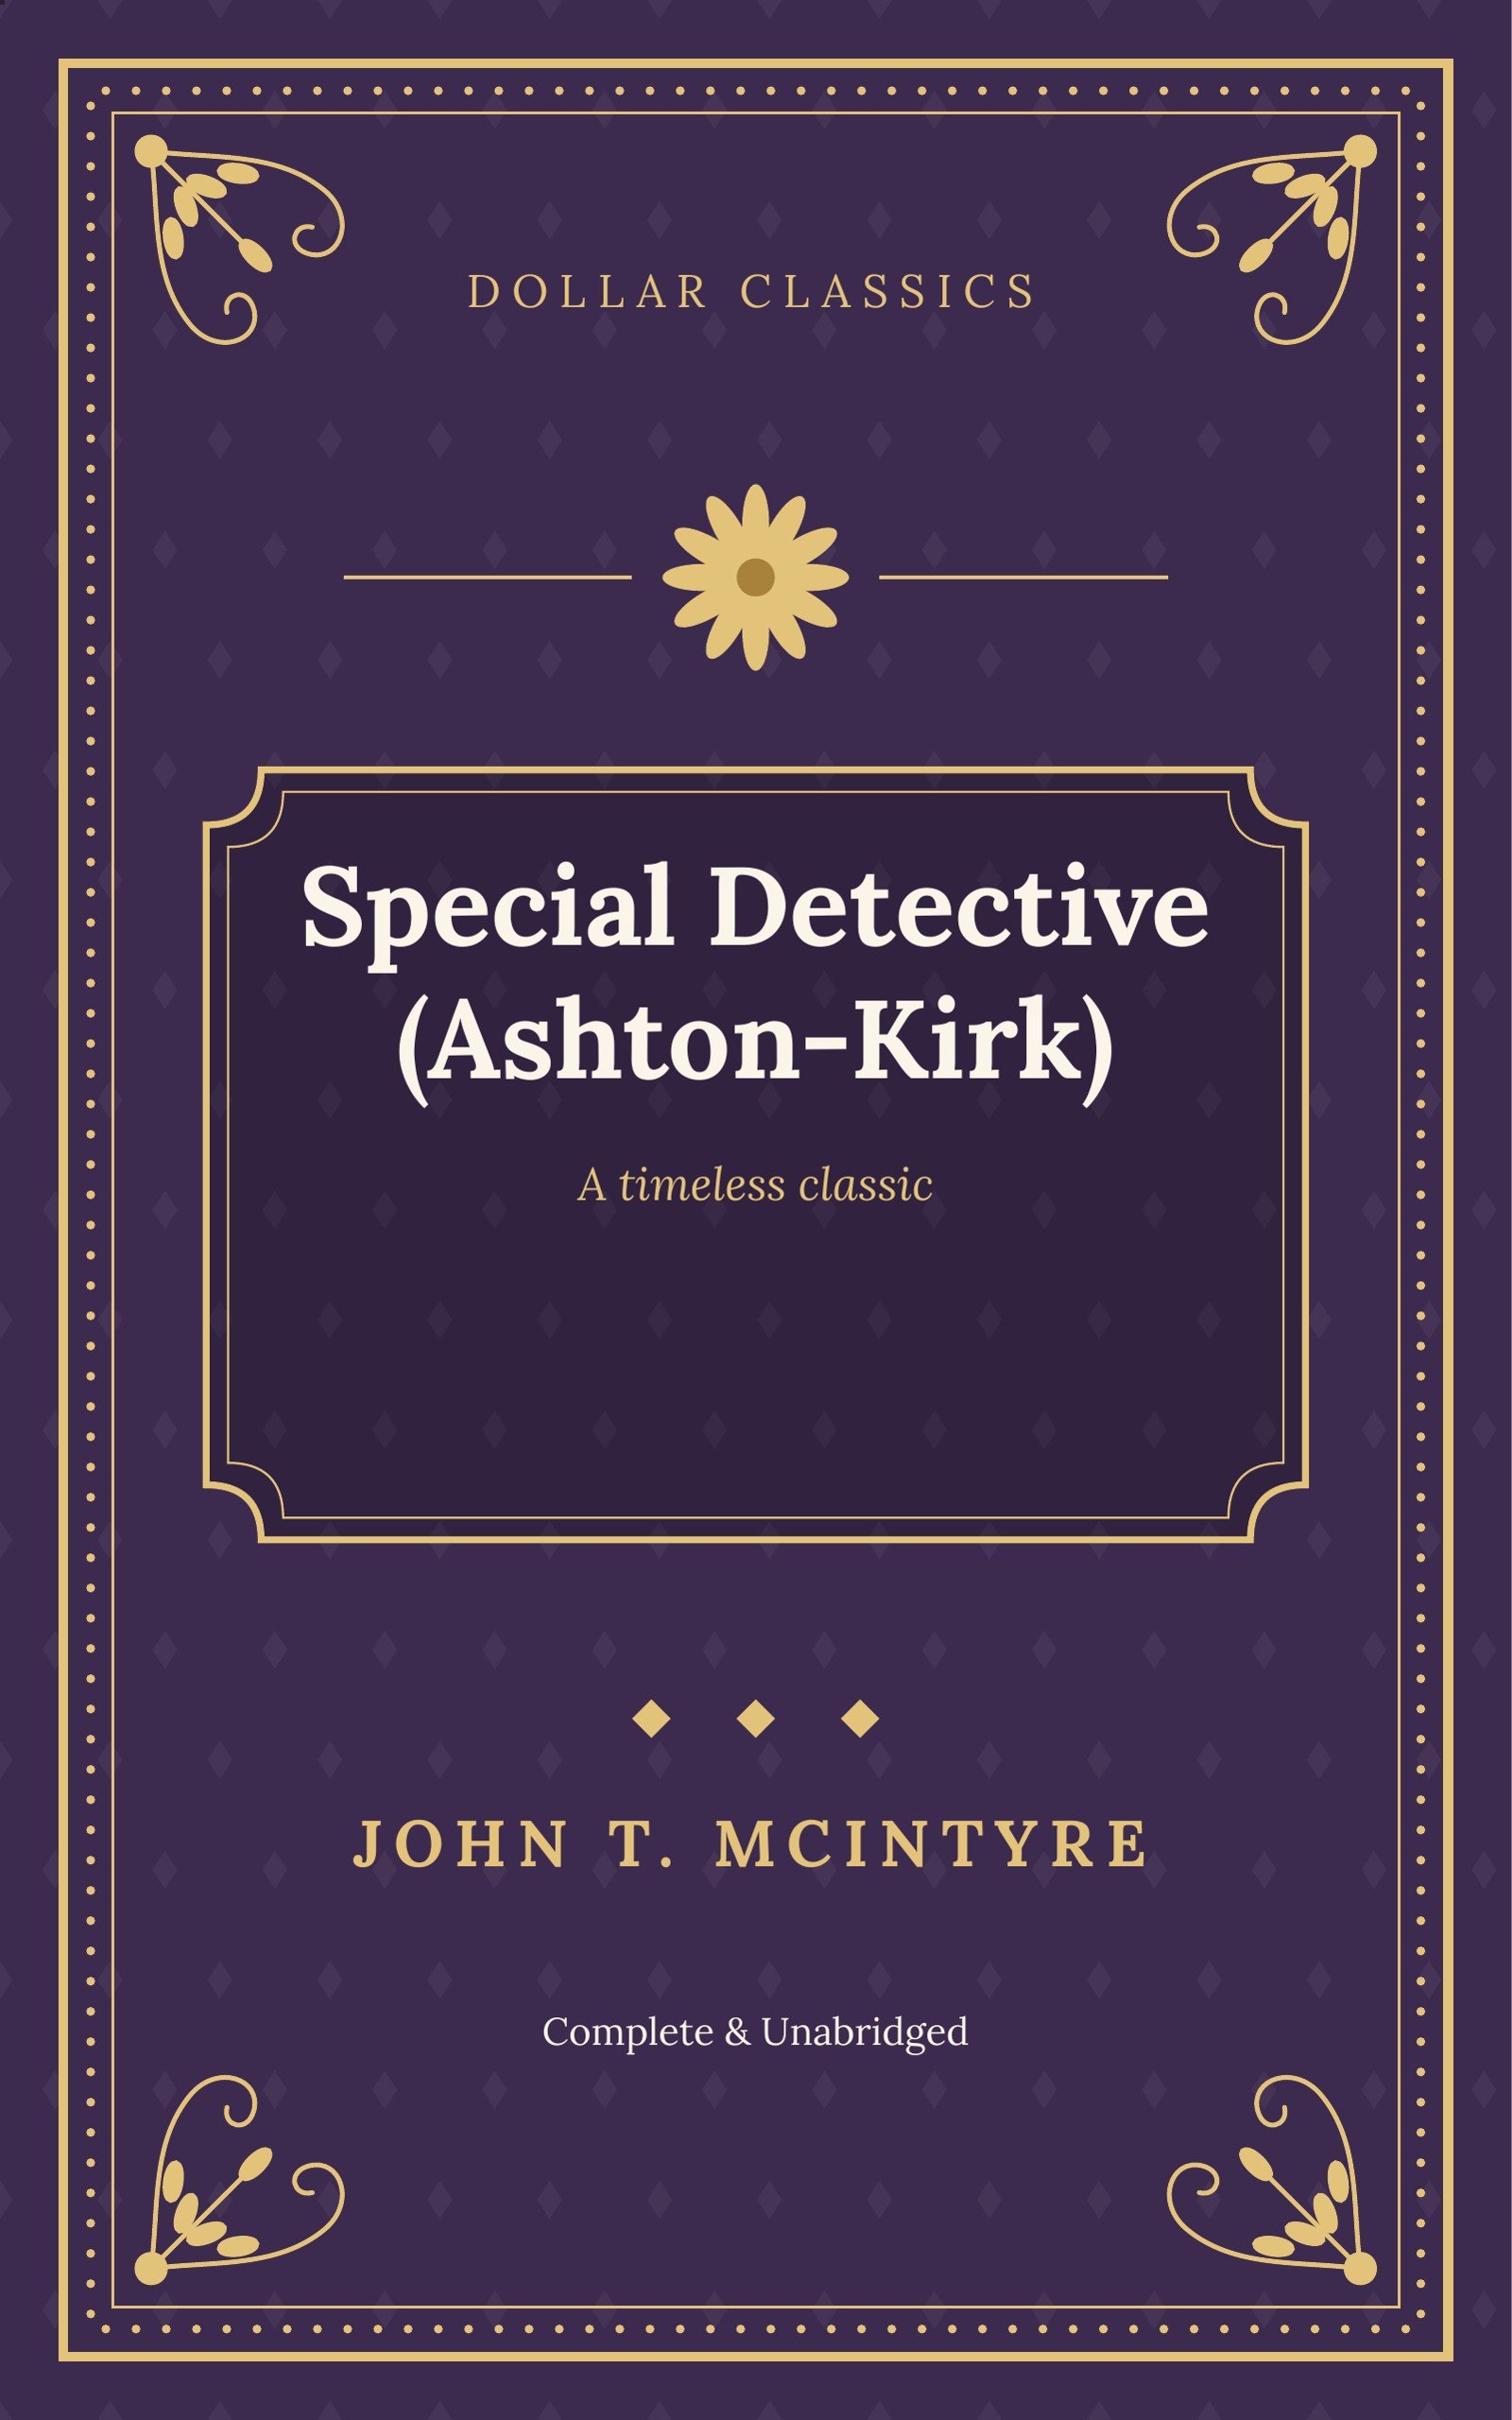 DOLLAR CLASSICS
Special Detective
(Ashton-Kirk)
A timeless classic
JOHN T. MCINTYRE
Complete & Unabridged